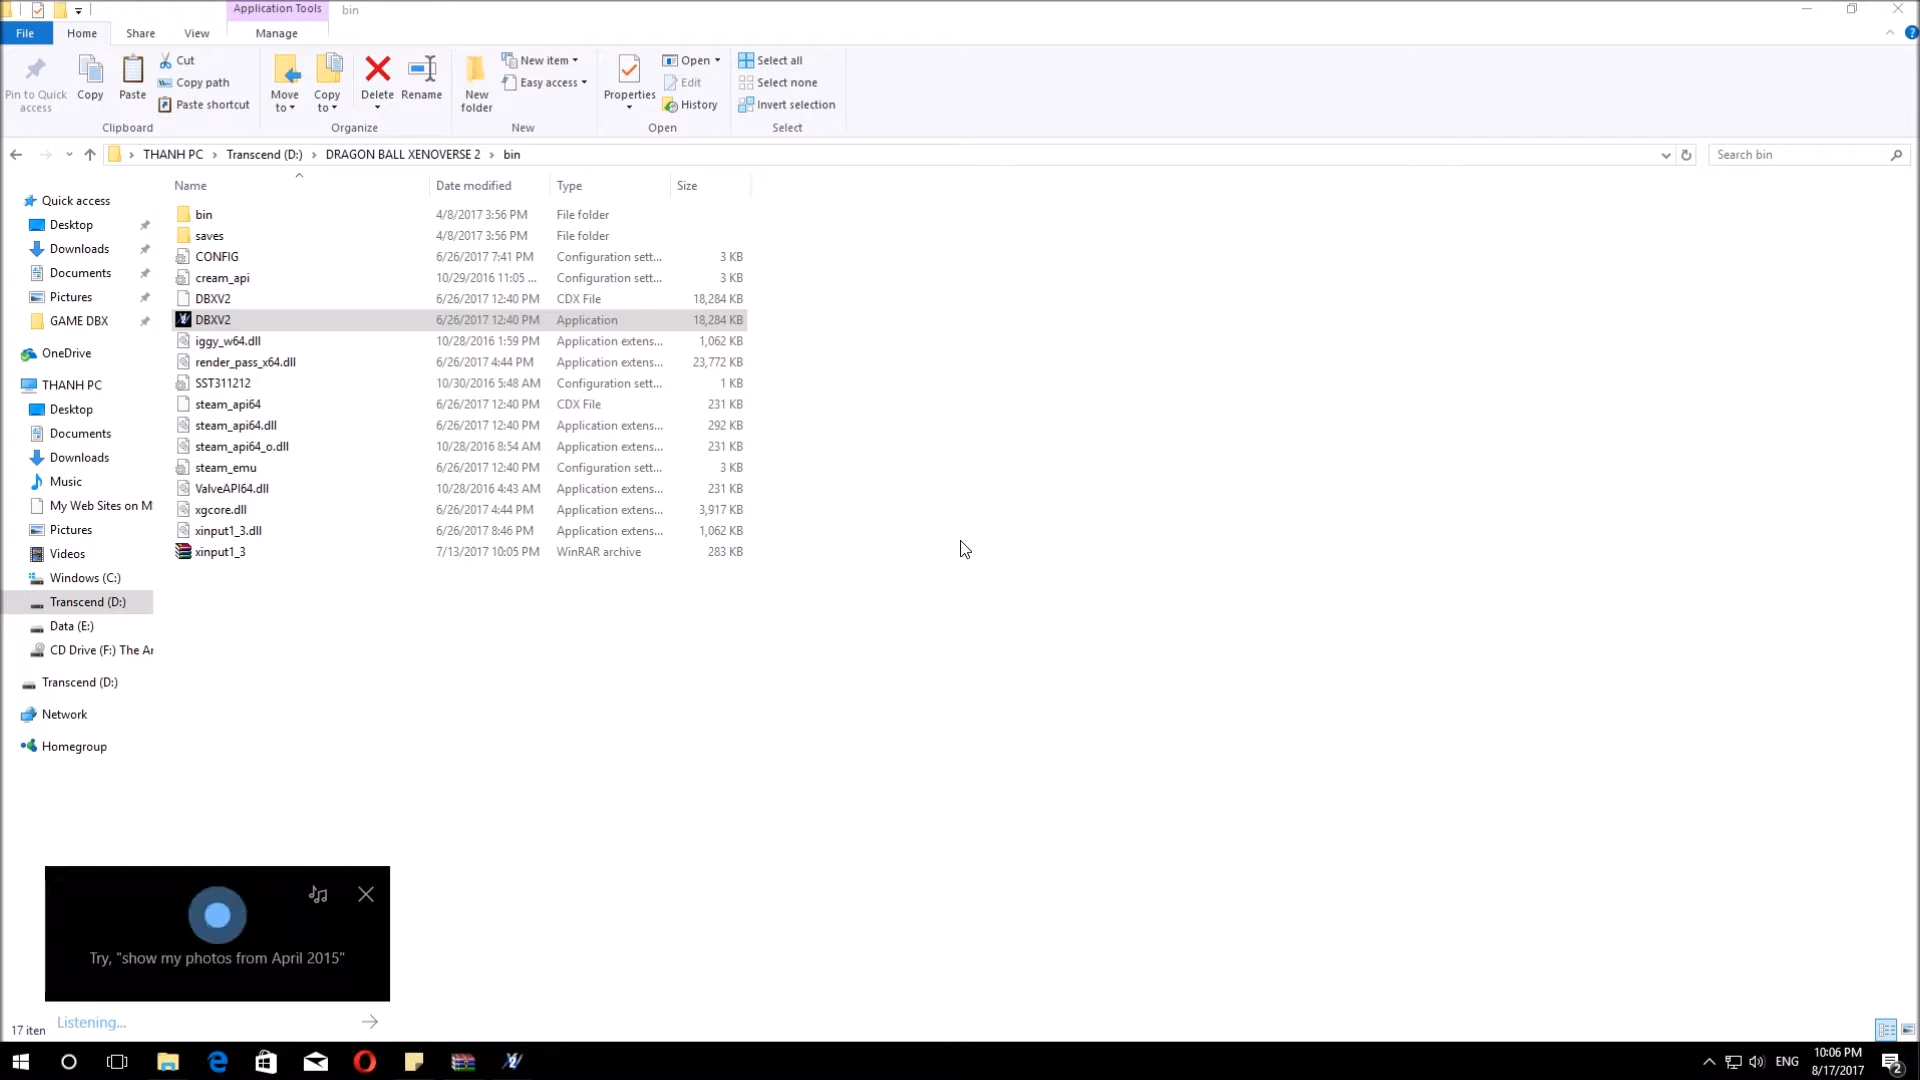 Application Tools bin
File Home Share View Manage
Pin to Quick access
Copy
Paste
Cut
Copy path
Paste shortcut
Clipboard
Move to
Copy to
Delete
Rename
Organize
New folder
New item
Easy access
New
Properties
Open
Edit
History
Open
Select all
Select none
Invert selection
Select
THANH PC › Transcend (D:) › DRAGON BALL XENOVERSE 2 › bin
Search bin
Name Date modified Type Size
bin 4/8/2017 3:56 PM File folder
saves 4/8/2017 3:56 PM File folder
CONFIG 6/26/2017 7:41 PM Configuration sett... 3 KB
cream_api 10/29/2016 11:05 ... Configuration sett... 3 KB
DBXV2 6/26/2017 12:40 PM CDX File 18,284 KB
DBXV2 6/26/2017 12:40 PM Application 18,284 KB
iggy_w64.dll 10/28/2016 1:59 PM Application extens... 1,062 KB
render_pass_x64.dll 6/26/2017 4:44 PM Application extens... 23,772 KB
SST311212 10/30/2016 5:48 AM Configuration sett... 1 KB
steam_api64 6/26/2017 12:40 PM CDX File 231 KB
steam_api64.dll 6/26/2017 12:40 PM Application extens... 292 KB
steam_api64_o.dll 10/28/2016 8:54 AM Application extens... 231 KB
steam_emu 6/26/2017 12:40 PM Configuration sett... 3 KB
ValveAPI64.dll 10/28/2016 4:43 AM Application extens... 231 KB
xgcore.dll 6/26/2017 4:44 PM Application extens... 3,917 KB
xinput1_3.dll 6/26/2017 8:46 PM Application extens... 1,062 KB
xinput1_3 7/13/2017 10:05 PM WinRAR archive 283 KB
Quick access
Desktop
Downloads
Documents
Pictures
GAME DBX
OneDrive
THANH PC
Desktop
Documents
Downloads
Music
My Web Sites on M
Pictures
Videos
Windows (C:)
Transcend (D:)
Data (E:)
CD Drive (F:) The Ar
Transcend (D:)
Network
Homegroup
Try, "show my photos from April 2015"
Listening...
17 iten
ENG
10:06 PM
8/17/2017
2